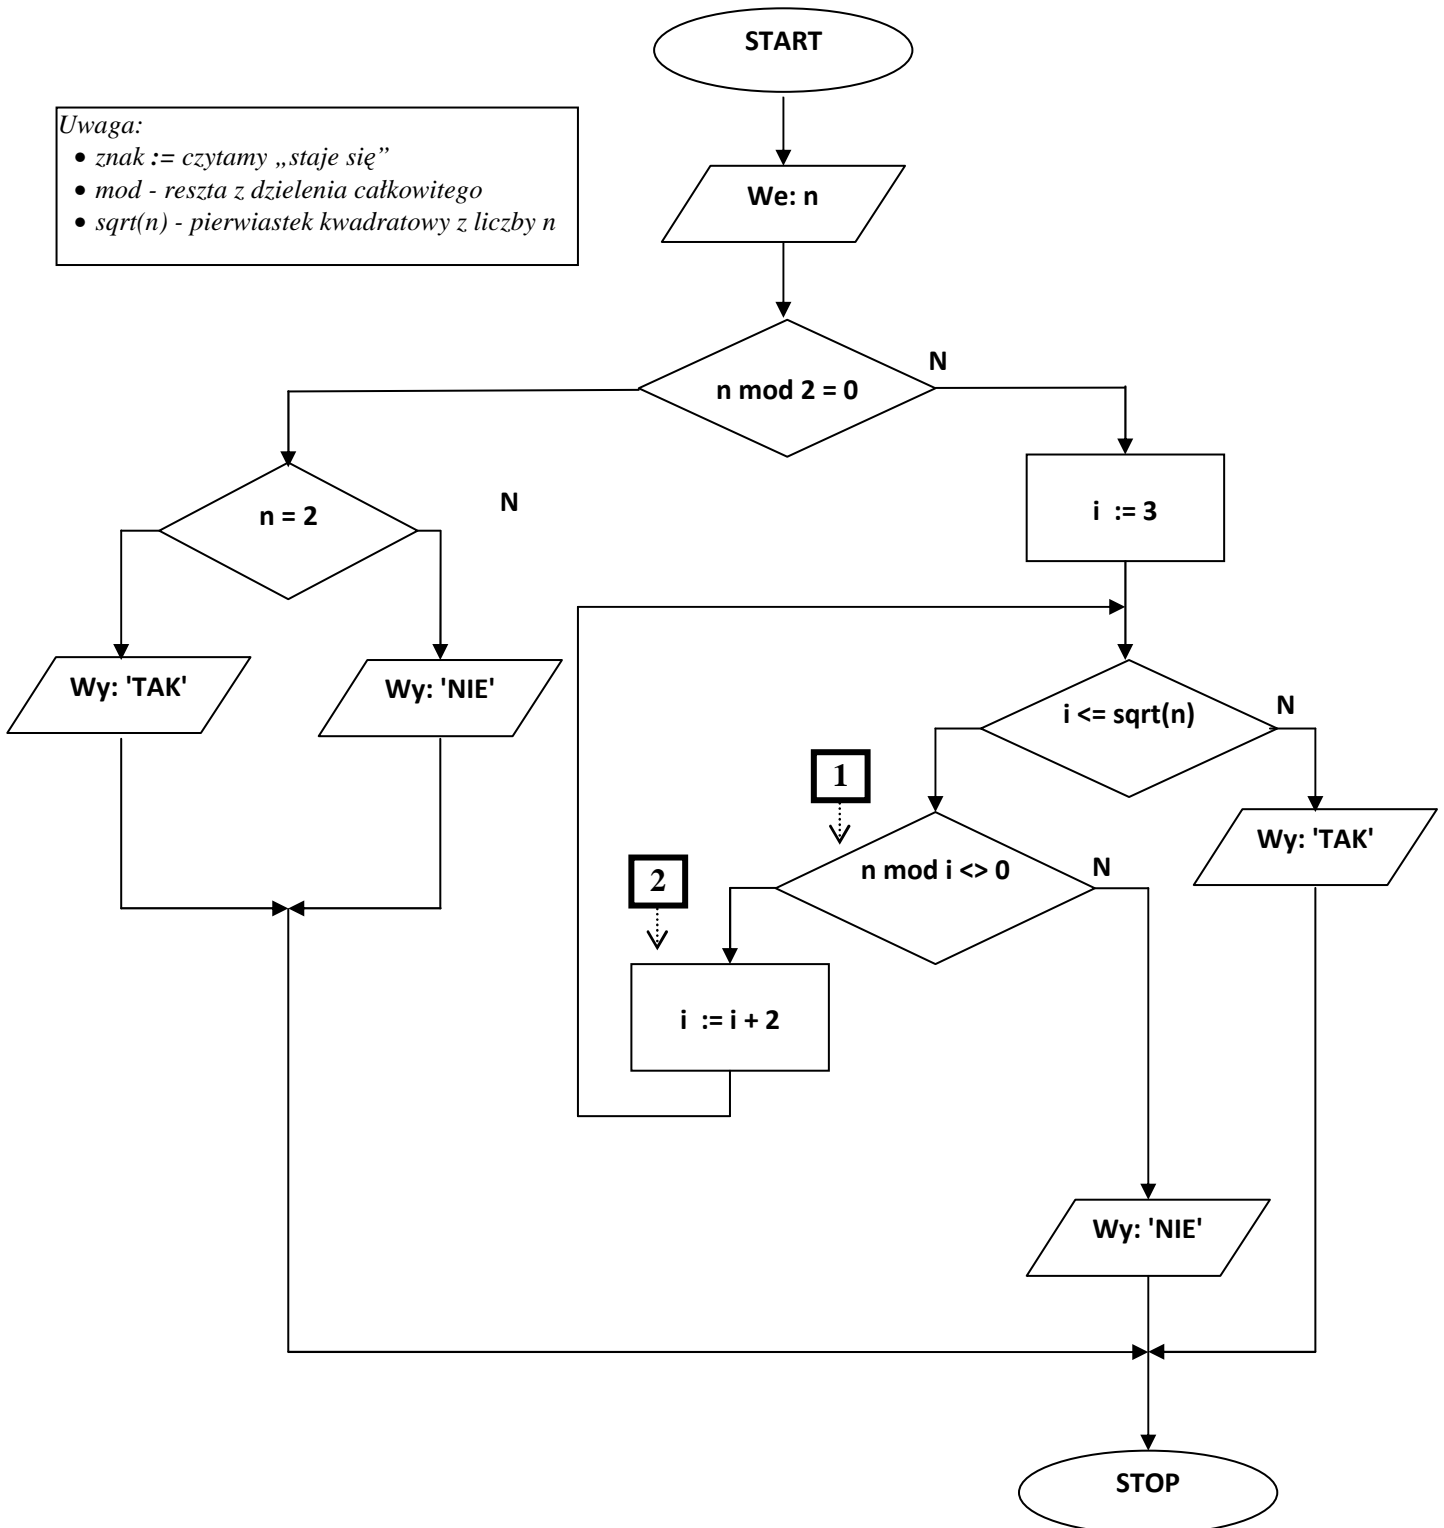 START
Uwaga:
• znak := czytamy „staje się”
• mod - reszta z dzielenia całkowitego
• sqrt(n) - pierwiastek kwadratowy z liczby n
We: n
N
n mod 2 = 0
n = 2
N
i := 3
Wy: 'TAK'
Wy: 'NIE'
i <= sqrt(n)
N
1
Wy: 'TAK'
n mod i <> 0
N
2
i := i + 2
Wy: 'NIE'
STOP